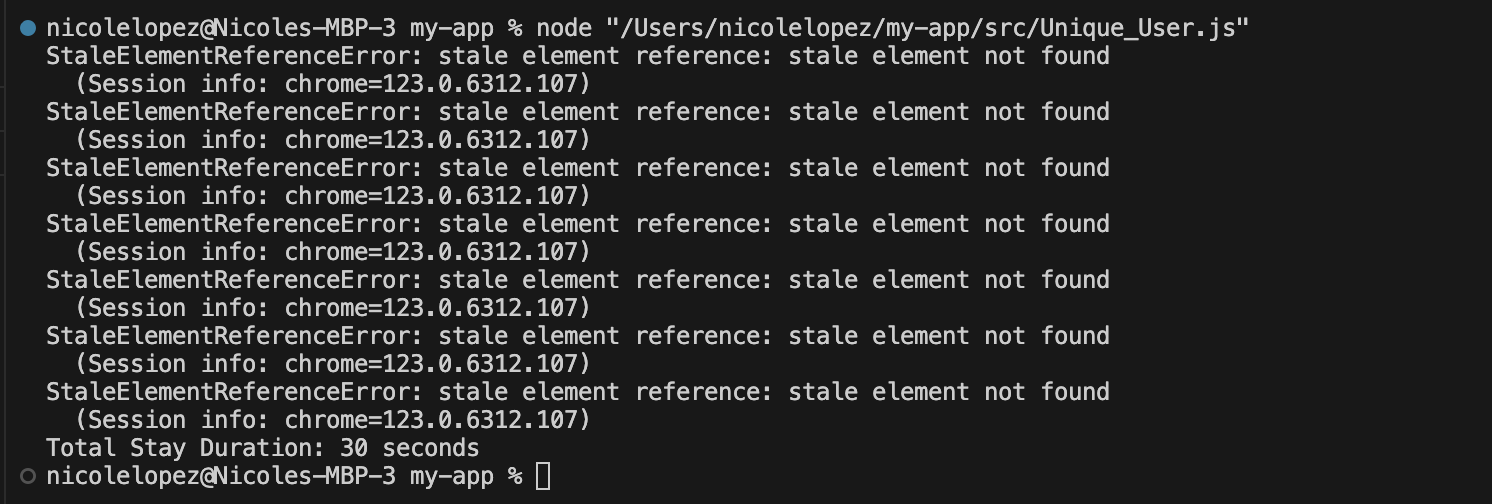 nicolelopez@Nicoles-MBP-3 my-app % node "/Users/nicolelopez/my-app/src/Unique_User.js"
StaleElementReferenceError: stale element reference: stale element not found
  (Session info: chrome=123.0.6312.107)
StaleElementReferenceError: stale element reference: stale element not found
  (Session info: chrome=123.0.6312.107)
StaleElementReferenceError: stale element reference: stale element not found
  (Session info: chrome=123.0.6312.107)
StaleElementReferenceError: stale element reference: stale element not found
  (Session info: chrome=123.0.6312.107)
StaleElementReferenceError: stale element reference: stale element not found
  (Session info: chrome=123.0.6312.107)
StaleElementReferenceError: stale element reference: stale element not found
  (Session info: chrome=123.0.6312.107)
StaleElementReferenceError: stale element reference: stale element not found
  (Session info: chrome=123.0.6312.107)
Total Stay Duration: 30 seconds
nicolelopez@Nicoles-MBP-3 my-app %